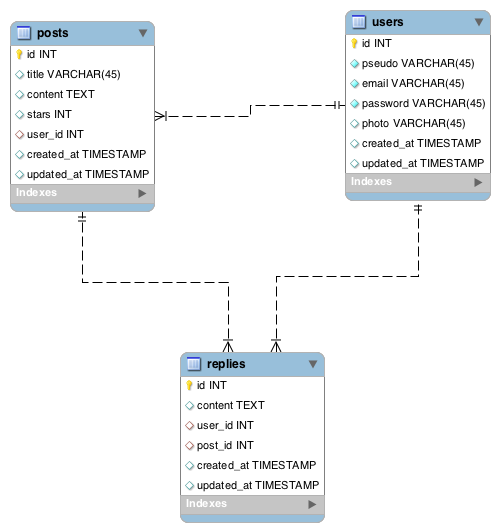 posts
id INT
title VARCHAR(45)
content TEXT
stars INT
user_id INT
created_at TIMESTAMP
updated_at TIMESTAMP
Indexes
users
id INT
pseudo VARCHAR(45)
email VARCHAR(45)
password VARCHAR(45)
photo VARCHAR(45)
created_at TIMESTAMP
updated_at TIMESTAMP
Indexes
replies
id INT
content TEXT
user_id INT
post_id INT
created_at TIMESTAMP
updated_at TIMESTAMP
Indexes